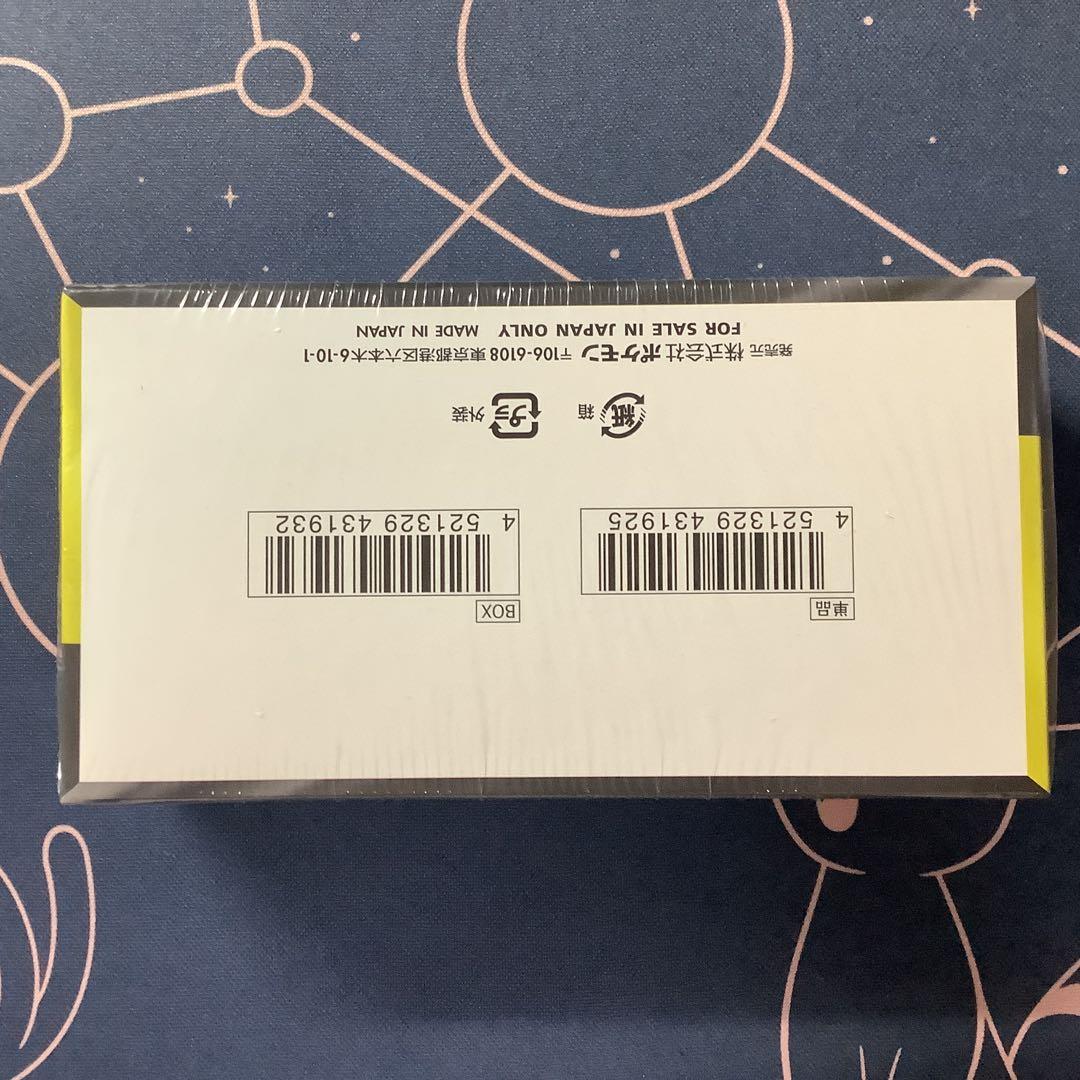 単品
BOX
4 521329 431925
4 521329 431932
紙 箱
プラ 外装
発売元 株式会社 ポケモン 〒106-6108 東京都港区六本木6-10-1
FOR SALE IN JAPAN ONLY MADE IN JAPAN